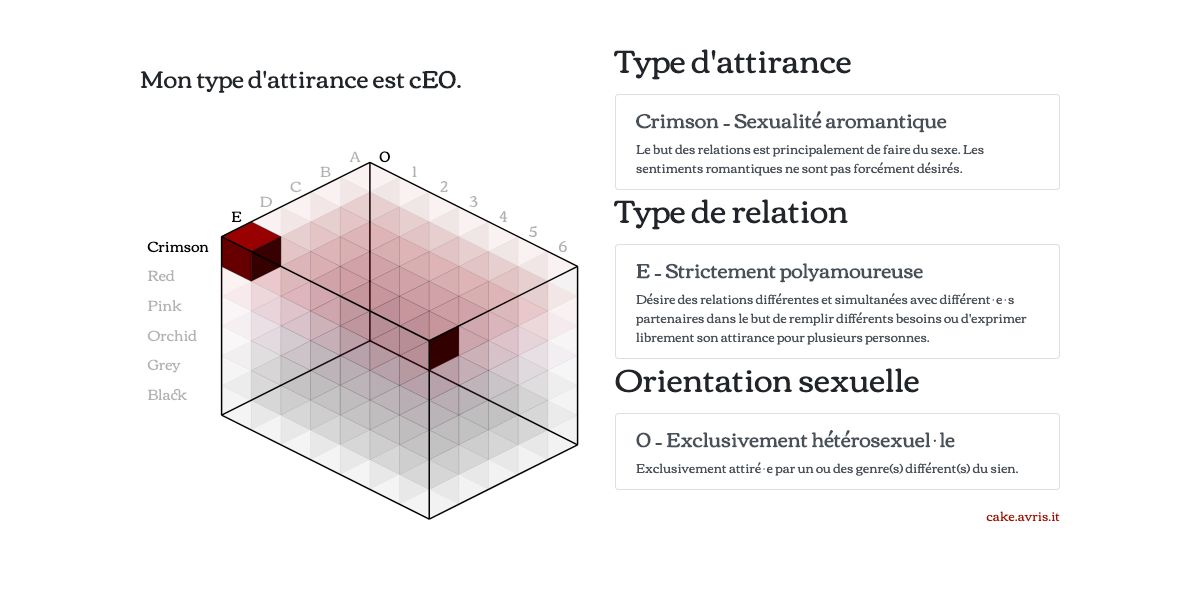 Mon type d'attirance est cEO.
A O
B 1
C 2
D 3
E 4
5
6
Crimson
Red
Pink
Orchid
Grey
Black
Type d'attirance
Crimson - Sexualité aromantique
Le but des relations est principalement de faire du sexe. Les
sentiments romantiques ne sont pas forcément désirés.
Type de relation
E - Strictement polyamoureuse
Désire des relations différentes et simultanées avec différent·e·s
partenaires dans le but de remplir différents besoins ou d'exprimer
librement son attirance pour plusieurs personnes.
Orientation sexuelle
0 - Exclusivement hétérosexuel·le
Exclusivement attiré·e par un ou des genre(s) différent(s) du sien.
cake.avris.it